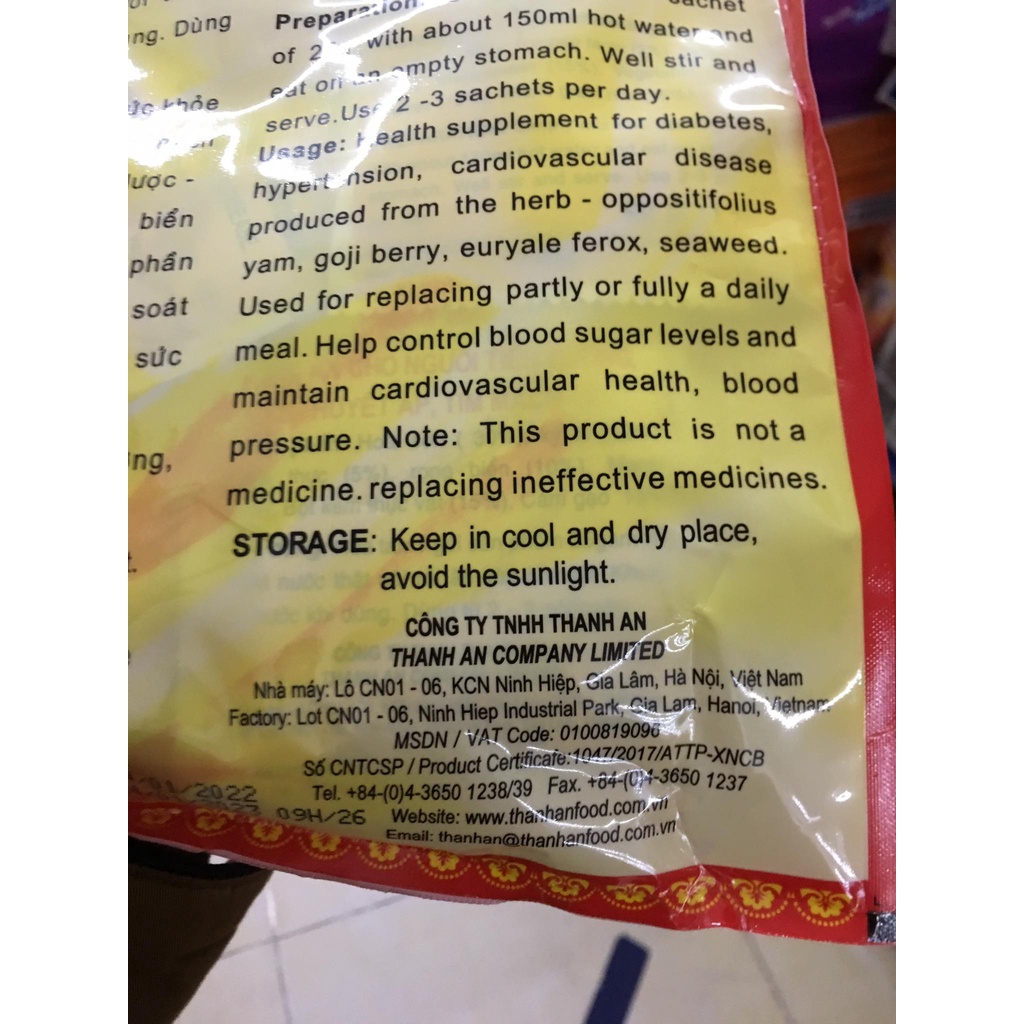 ng. Dùng
ức khỏe
ược -
biển
phần
soát
sức
ng,
sachet
Preparation:
of with about 150ml hot water and
eat on an empty stomach. Well stir and
serve. Use 2 -3 sachets per day.
Usage: Health supplement for diabetes,
hypertension, cardiovascular disease
produced from the herb - oppositifolius
yam, goji berry, euryale ferox, seaweed.
Used for replacing partly or fully a daily
meal. Help control blood sugar levels and
maintain cardiovascular health, blood
pressure. Note: This product is not a
medicine. replacing ineffective medicines.
STORAGE: Keep in cool and dry place,
avoid the sunlight.
CÔNG TY TNHH THANH AN
THANH AN COMPANY LIMITED
Nhà máy: Lô CN01 - 06, KCN Ninh Hiệp, Gia Lâm, Hà Nội, Việt Nam
Factory: Lot CN01 - 06, Ninh Hiep Industrial Park, Gia Lam, Hanoi, Vietnam
MSDN / VAT Code: 0100819096
Số CNTCSP / Product Certificate:1047/2017/ATTP-XNCB
Tel. +84-(0)4-3650 1238/39 Fax. +84-(0)4-3650 1237
Website: www.thanhanfood.com.vn
Email: thanhan@thanhanfood.com.vn
/01/2022
09H/26